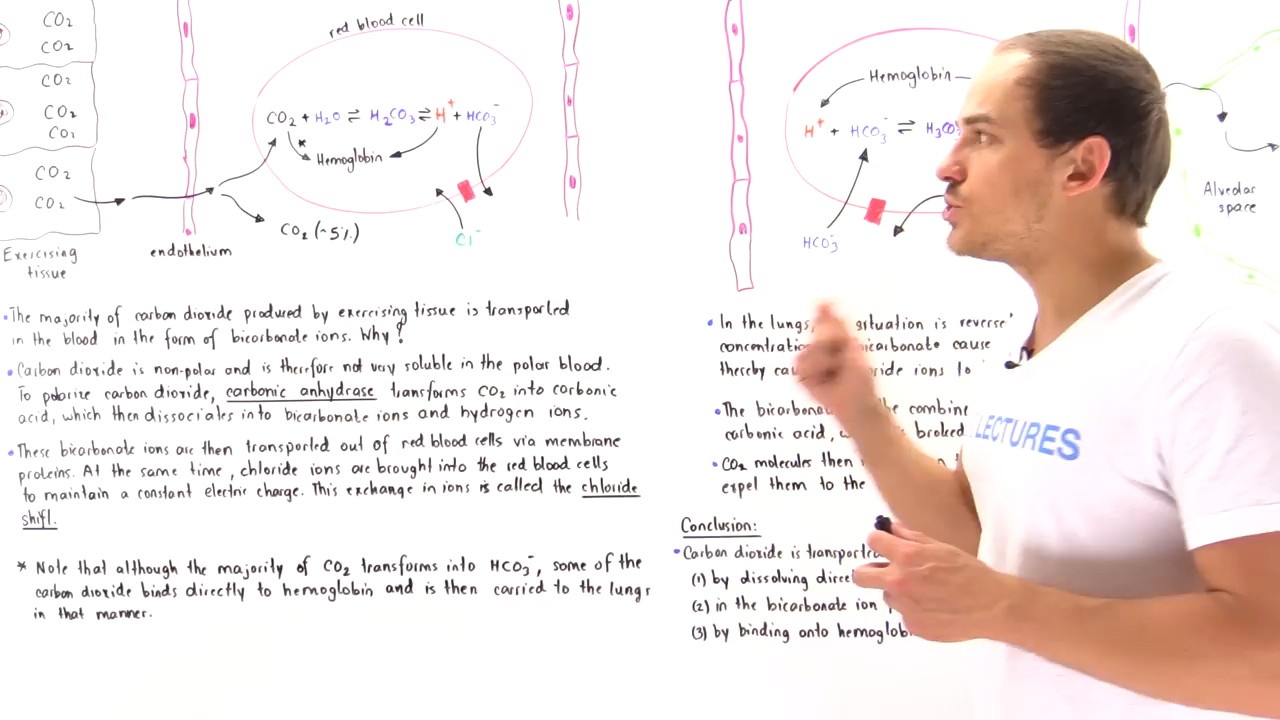 CO2
CO2
CO2
CO2
CO2
CO2
CO2
Exercising
tissue
endothelium
red blood cell
CO2 + H2O ⇌ H2CO3 ⇌ H+ + HCO3-
*
Hemoglobin
CO2 (~5%)
Cl-
• The majority of carbon dioxide produced by exercising tissue is transported
in the blood in the form of bicarbonate ions. Why?
• Carbon dioxide is non-polar and is therefore not very soluble in the polar blood.
To polarize carbon dioxide, carbonic anhydrase transforms CO2 into carbonic
acid, which then dissociates into bicarbonate ions and hydrogen ions.
• These bicarbonate ions are then transported out of red blood cells via membrane
proteins. At the same time, chloride ions are brought into the red blood cells
to maintain a constant electric charge. This exchange in ions is called the chloride
shift.
* Note that although the majority of CO2 transforms into HCO3-, some of the
carbon dioxide binds directly to hemoglobin and is then carried to the lungs
in that manner.
Hemoglobin
H+ + HCO3- ⇌ H2CO3
HCO3-
Alveolar
space
• In the lungs, situation is reverse
concentration bicarbonate cause
thereby ions to
• The combine
carbonic acid, broken
• CO2 molecules then
expel them to the
Conclusion:
• Carbon dioxide is
(1) by dissolving
(2) in the bicarbonate ion
(3) by binding onto
LECTURES